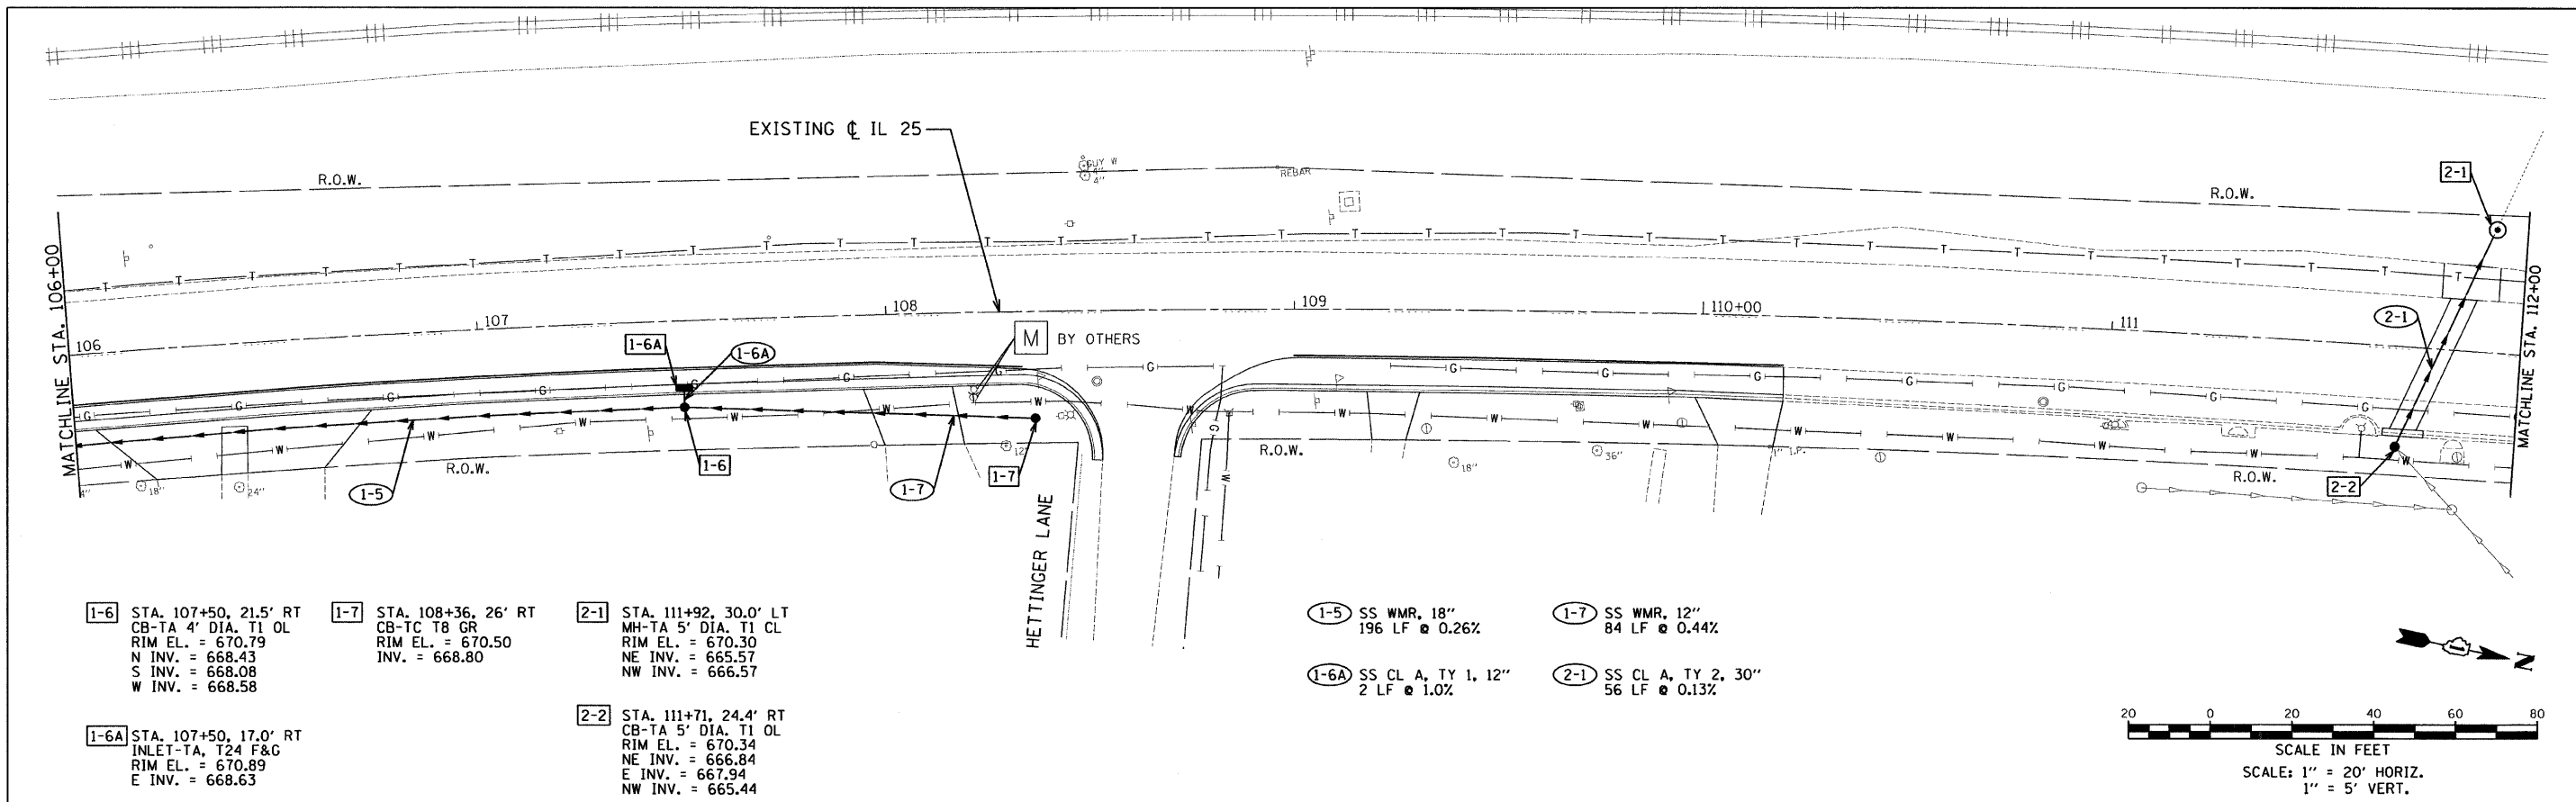 EXISTING ℄ IL 25
GUY W
4"
4"
REBAR
R.O.W.
R.O.W.
2-1
MATCHLINE STA. 106+00
MATCHLINE STA. 112+00
T T T T T T T T T T T T T T T T T T T T T T T T T T T T T T T T T
106
107
108
109
110+00
111
1-6A
1-6A
M BY OTHERS
2-1
G G G G G G G G G G G G G G G
W W W W W W W W W W W W W W W W
4"
18"
24"
R.O.W.
1-5
1-6
1-7
12"
1-7
R.O.W.
18"
36"
1" I.P.
R.O.W.
2-2
HETTINGER LANE
1-6 STA. 107+50, 21.5' RT
CB-TA 4' DIA. T1 OL
RIM EL. = 670.79
N INV. = 668.43
S INV. = 668.08
W INV. = 668.58
1-6A STA. 107+50, 17.0' RT
INLET-TA, T24 F&G
RIM EL. = 670.89
E INV. = 668.63
1-7 STA. 108+36, 26' RT
CB-TC T8 GR
RIM EL. = 670.50
INV. = 668.80
2-1 STA. 111+92, 30.0' LT
MH-TA 5' DIA. T1 CL
RIM EL. = 670.30
NE INV. = 665.57
NW INV. = 666.57
2-2 STA. 111+71, 24.4' RT
CB-TA 5' DIA. T1 OL
RIM EL. = 670.34
NE INV. = 666.84
E INV. = 667.94
NW INV. = 665.44
1-5 SS WMR, 18"
196 LF @ 0.26%
1-6A SS CL A, TY 1, 12"
2 LF @ 1.0%
1-7 SS WMR, 12"
84 LF @ 0.44%
2-1 SS CL A, TY 2, 30"
56 LF @ 0.13%
N
20 0 20 40 60 80
SCALE IN FEET
SCALE: 1" = 20' HORIZ.
1" = 5' VERT.